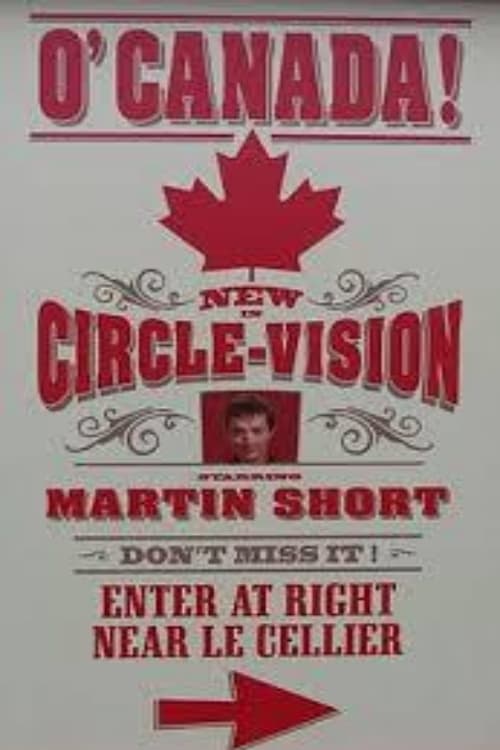 O'CANADA!
NEW
IN
CIRCLE-VISION
STARRING
MARTIN SHORT
DON'T MISS IT!
ENTER AT RIGHT
NEAR LE CELLIER